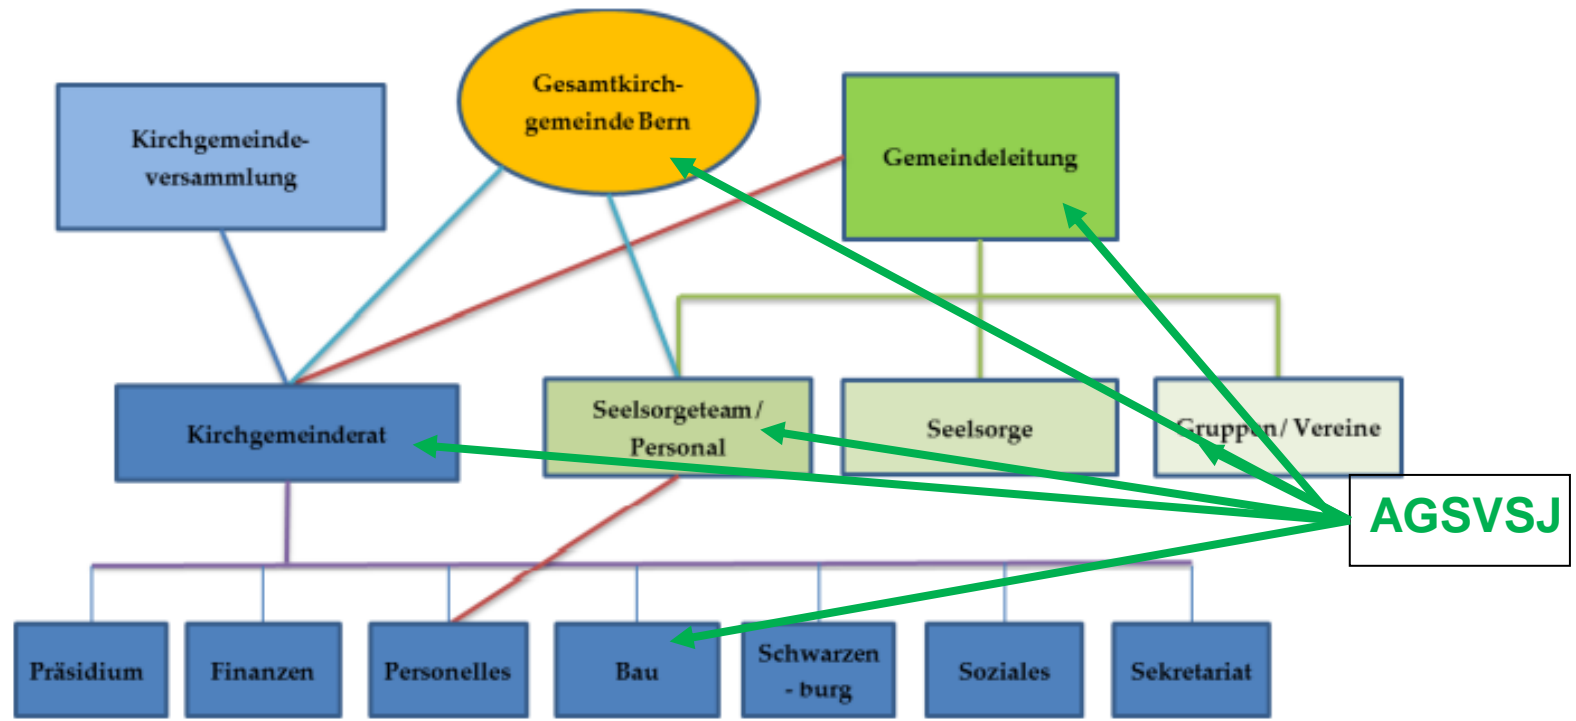 Gesamtkirch-
gemeinde Bern
Kirchgemeinde-
versammlung
Gemeindeleitung
Kirchgemeinderat
Seelsorgeteam/
Personal
Seelsorge
Gruppen/ Vereine
AGSVSJ
Präsidium
Finanzen
Personelles
Bau
Schwarzen
- burg
Soziales
Sekretariat